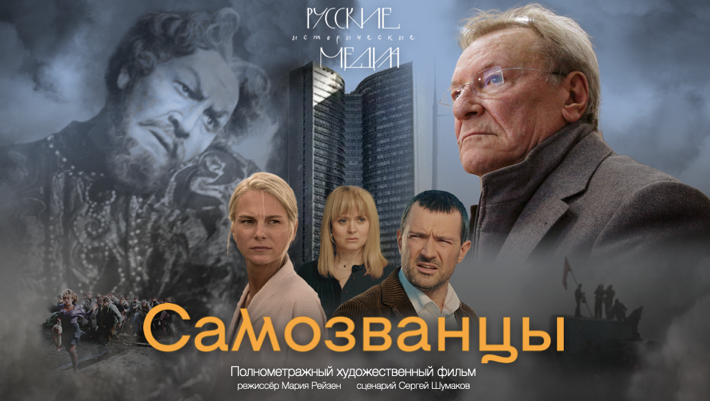 РУССКИЕ
исторические
МЕДИА
Самозванцы
Полнометражный художественный фильм
режиссёр Мария Рейзен сценарий Сергей Шумаков